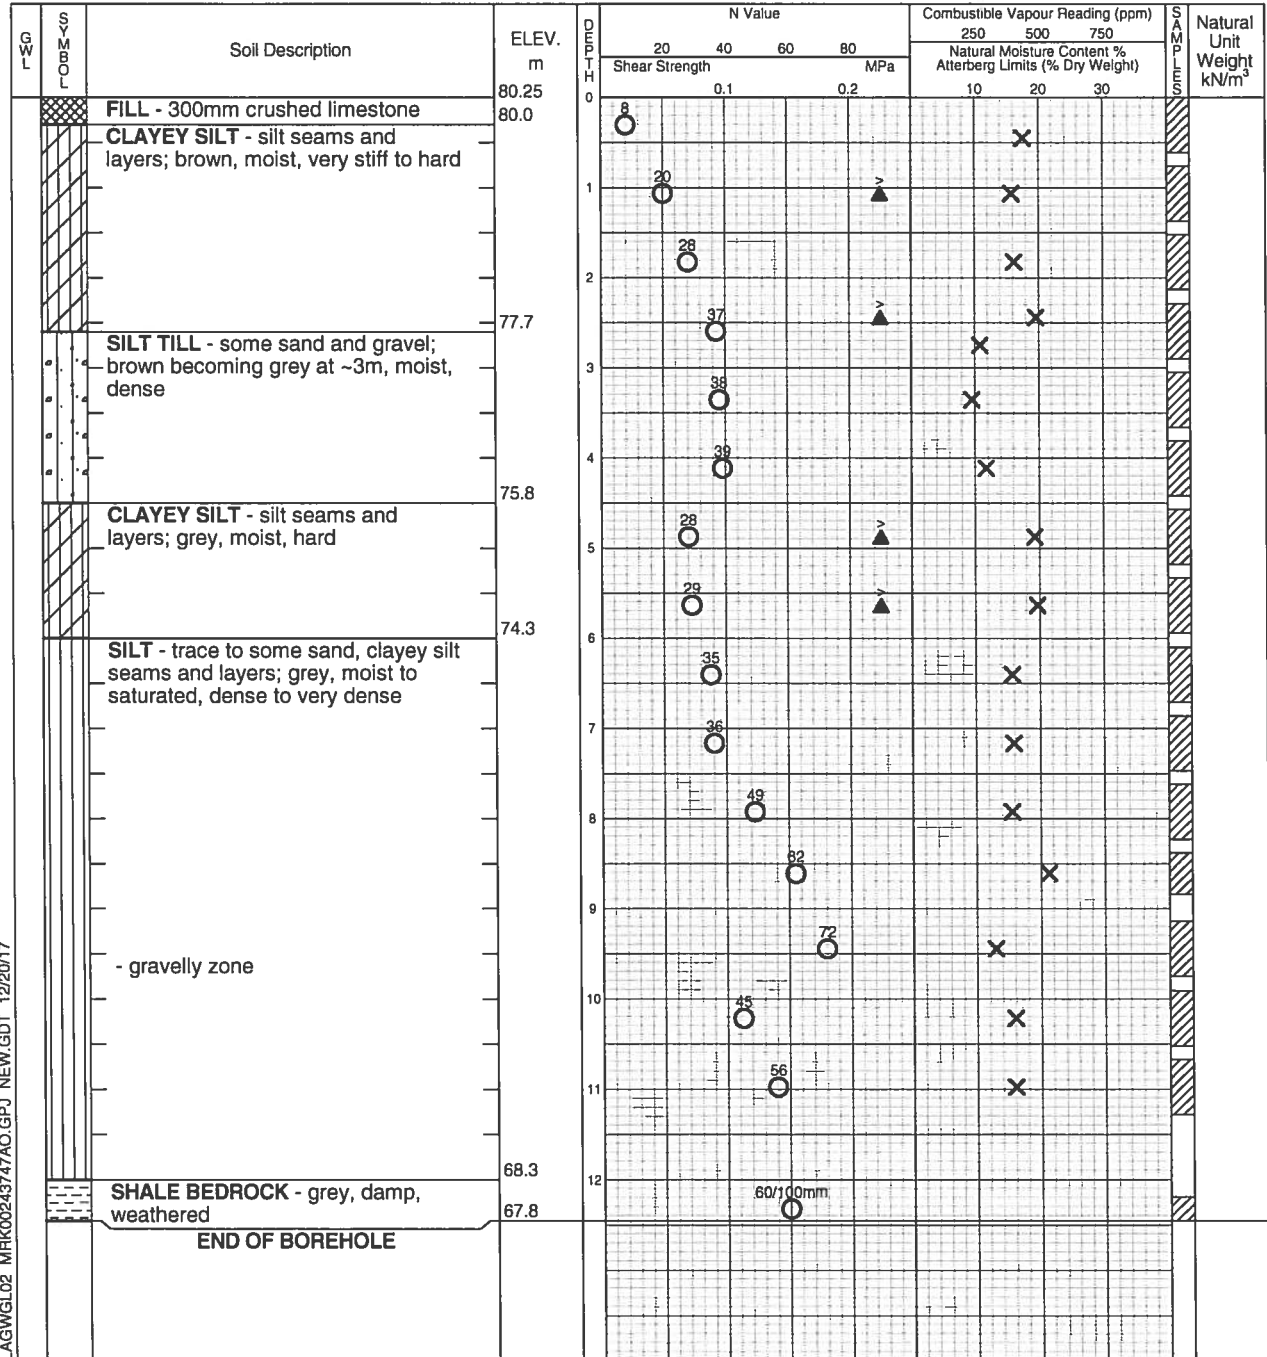 GWL
SYMBOL
Soil Description
ELEV.
m
80.25
DEPTH
N Value
20 40 60 80
Shear Strength MPa
0.1 0.2
Combustible Vapour Reading (ppm)
250 500 750
Natural Moisture Content %
Atterberg Limits (% Dry Weight)
10 20 30
SAMPLES
Natural
Unit
Weight
kN/m³
0
FILL - 300mm crushed limestone
80.0
8
CLAYEY SILT - silt seams and
layers; brown, moist, very stiff to hard
20
1
28
2
77.7
37
SILT TILL - some sand and gravel;
brown becoming grey at ~3m, moist,
dense
3
38
39
4
75.8
CLAYEY SILT - silt seams and
layers; grey, moist, hard
28
5
29
74.3
6
SILT - trace to some sand, clayey silt
seams and layers; grey, moist to
saturated, dense to very dense
35
36
7
49
8
62
9
72
- gravelly zone
10
45
56
11
68.3
12
SHALE BEDROCK - grey, damp,
weathered
60/100mm
67.8
END OF BOREHOLE
AGWGL02 MRK00243747AO.GPJ NEW.GDT 12/20/17